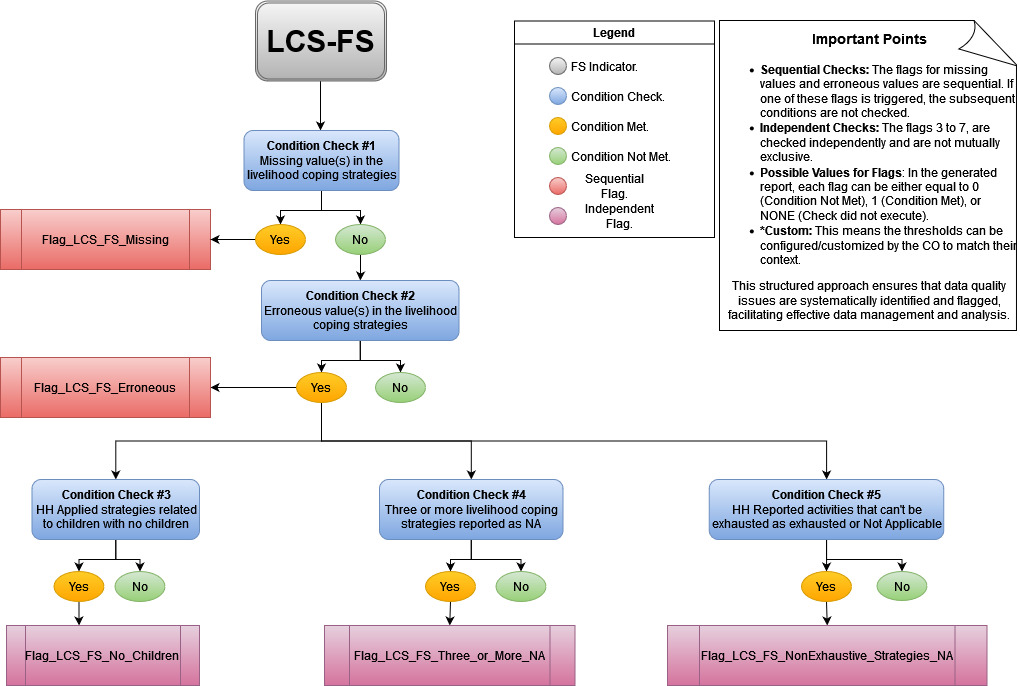 LCS-FS
Condition Check #1
Missing value(s) in the
livelihood coping strategies
Yes
No
Flag_LCS_FS_Missing
Condition Check #2
Erroneous value(s) in the livelihood
coping strategies
Yes
No
Flag_LCS_FS_Erroneous
Condition Check #3
HH Applied strategies related
to children with no children
Yes
No
Flag_LCS_FS_No_Children
Condition Check #4
Three or more livelihood coping
strategies reported as NA
Yes
No
Flag_LCS_FS_Three_or_More_NA
Condition Check #5
HH Reported activities that can't be
exhausted as exhausted or Not Applicable
Yes
No
Flag_LCS_FS_NonExhaustive_Strategies_NA
Legend
FS Indicator.
Condition Check.
Condition Met.
Condition Not Met.
Sequential
Flag.
Independent
Flag.
Important Points
• Sequential Checks: The flags for missing
values and erroneous values are sequential. If
one of these flags is triggered, the subsequent
conditions are not checked.
• Independent Checks: The flags 3 to 7, are
checked independently and are not mutually
exclusive.
• Possible Values for Flags: In the generated
report, each flag can be either equal to 0
(Condition Not Met), 1 (Condition Met), or
NONE (Check did not execute).
• *Custom: This means the thresholds can be
configured/customized by the CO to match their
context.
This structured approach ensures that data quality
issues are systematically identified and flagged,
facilitating effective data management and analysis.